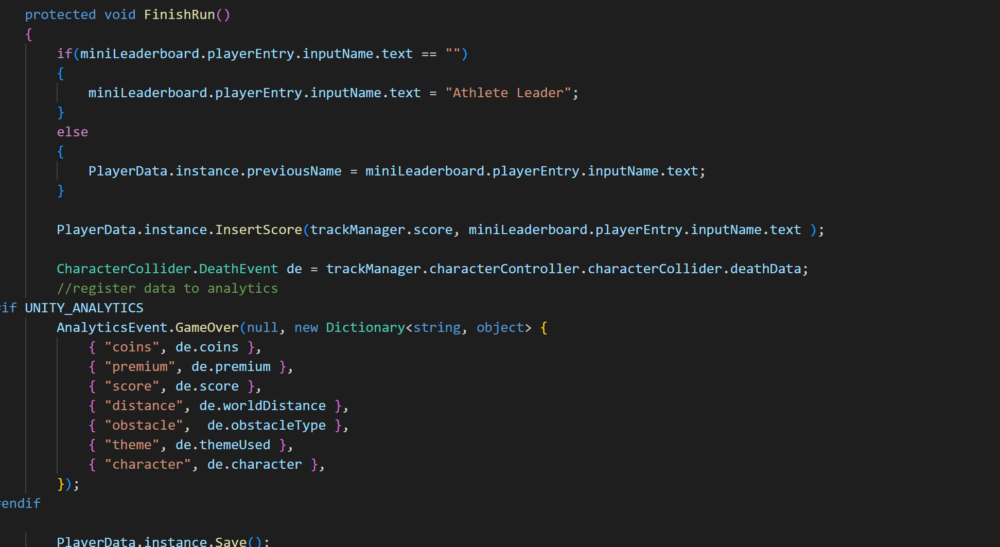 protected void FinishRun()
{
if(miniLeaderboard.playerEntry.inputName.text == "")
{
miniLeaderboard.playerEntry.inputName.text = "Athlete Leader";
}
else
{
PlayerData.instance.previousName = miniLeaderboard.playerEntry.inputName.text;
}
PlayerData.instance.InsertScore(trackManager.score, miniLeaderboard.playerEntry.inputName.text );
CharacterCollider.DeathEvent de = trackManager.characterController.characterCollider.deathData;
//register data to analytics
#if UNITY_ANALYTICS
AnalyticsEvent.GameOver(null, new Dictionary<string, object> {
{ "coins", de.coins },
{ "premium", de.premium },
{ "score", de.score },
{ "distance", de.worldDistance },
{ "obstacle",  de.obstacleType },
{ "theme", de.themeUsed },
{ "character", de.character },
});
#endif
PlayerData.instance.Save();